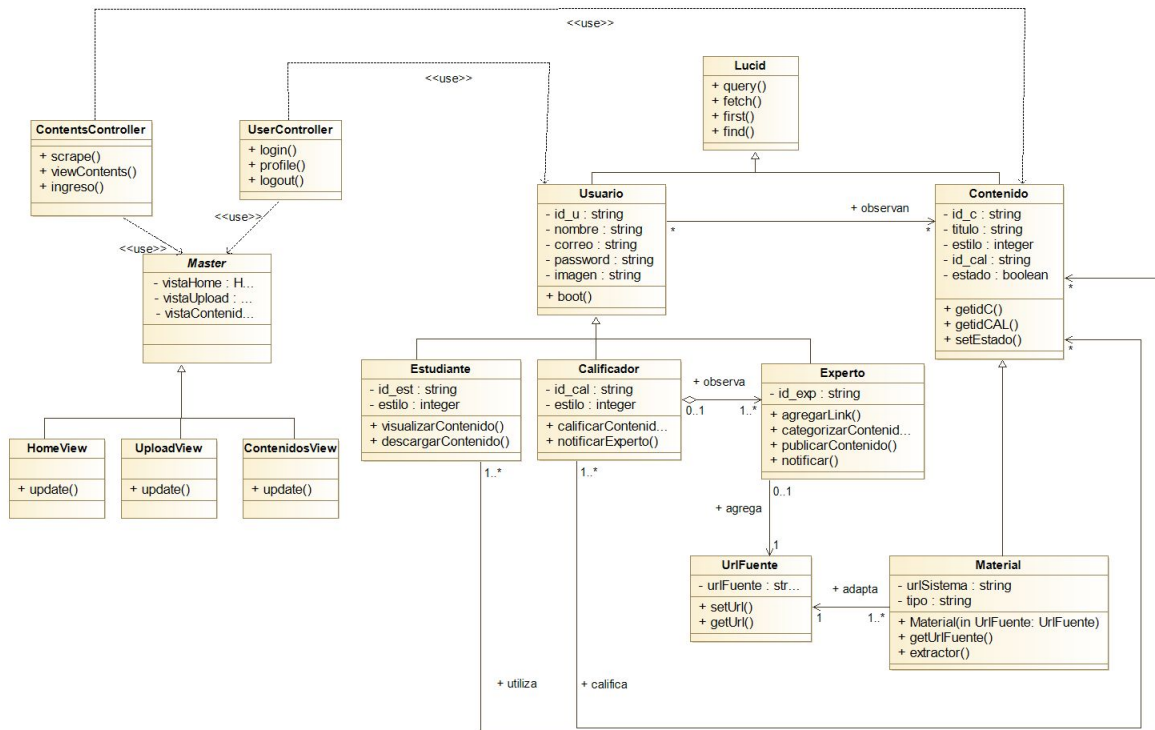 <<use>>
<<use>>
Lucid
+ query()
+ fetch()
+ first()
+ find()
ContentsController
+ scrape()
+ viewContents()
+ ingreso()
UserController
+ login()
+ profile()
+ logout()
<<use>>
<<use>>
Usuario
- id_u : string
- nombre : string
- correo : string
- password : string
- imagen : string
+ boot()
+ observan
*
*
Contenido
- id_c : string
- titulo : string
- estilo : integer
- id_cal : string
- estado : boolean
+ getidC()
+ getidCAL()
+ setEstado()
*
*
Master
- vistaHome : H...
- vistaUpload : ...
- vistaContenid...
HomeView
+ update()
UploadView
+ update()
ContenidosView
+ update()
Estudiante
- id_est : string
- estilo : integer
+ visualizarContenido()
+ descargarContenido()
1..*
Calificador
- id_cal : string
- estilo : integer
+ calificarContenid...
+ notificarExperto()
1..*
+ observa
0..1
1..*
Experto
- id_exp : string
+ agregarLink()
+ categorizarContenid...
+ publicarContenido()
+ notificar()
0..1
+ agrega
1
UrlFuente
- urlFuente : str...
+ setUrl()
+ getUrl()
+ adapta
1
1..*
Material
- urlSistema : string
- tipo : string
+ Material(in UrlFuente: UrlFuente)
+ getUrlFuente()
+ extractor()
+ utiliza
+ califica